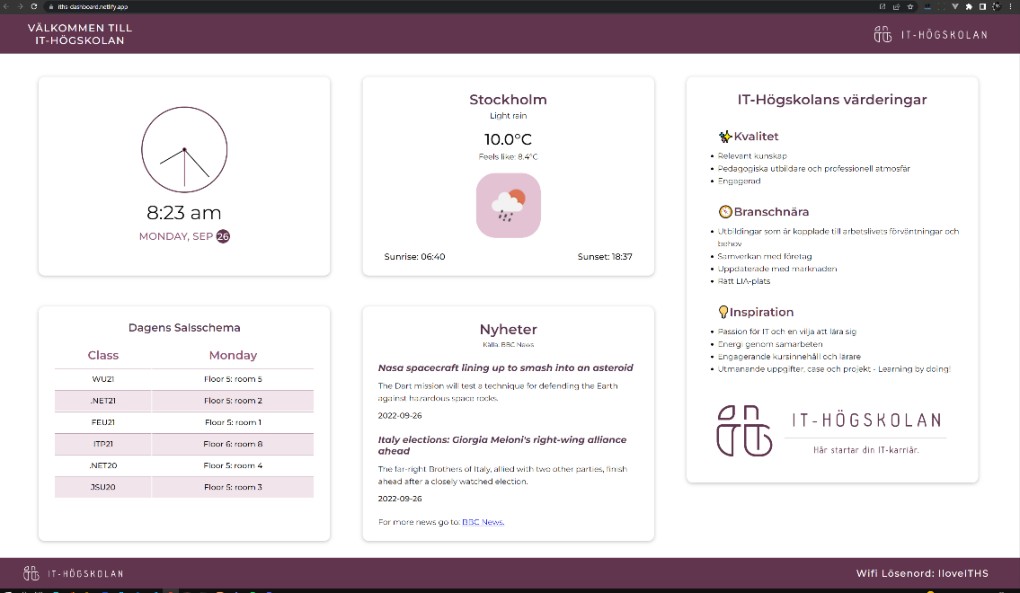 iths-dashboard.netlify.app
VÄLKOMMEN TILL
IT-HÖGSKOLAN
IT-HÖGSKOLAN
8:23 am
MONDAY, SEP 26
Stockholm
Light rain
10.0°C
Feels like: 8.4°C
Sunrise: 06:40
Sunset: 18:37
IT-Högskolans värderingar
Kvalitet
• Relevant kunskap
• Pedagogiska utbildare och professionell atmosfär
• Engagerad
Branschnära
• Utbildningar som är kopplade till arbetslivets förväntningar och
behov
• Samverkan med företag
• Uppdaterade med marknaden
• Rätt LIA-plats
Inspiration
• Passion för IT och en vilja att lära sig
• Energi genom samarbeten
• Engagerande kursinnehåll och lärare
• Utmanande uppgifter, case och projekt - Learning by doing!
IT-HÖGSKOLAN
Här startar din IT-karriär.
Dagens Salsschema
Class Monday
WU21 Floor 5: room 5
.NET21 Floor 5: room 2
FEU21 Floor 5: room 1
ITP21 Floor 6: room 8
.NET20 Floor 5: room 4
JSU20 Floor 5: room 3
Nyheter
Källa: BBC News
Nasa spacecraft lining up to smash into an asteroid
The Dart mission will test a technique for defending the Earth
against hazardous space rocks.
2022-09-26
Italy elections: Giorgia Meloni's right-wing alliance
ahead
The far-right Brothers of Italy, allied with two other parties, finish
ahead after a closely watched election.
2022-09-26
For more news go to: BBC News.
IT-HÖGSKOLAN
Wifi Lösenord: IloveITHS